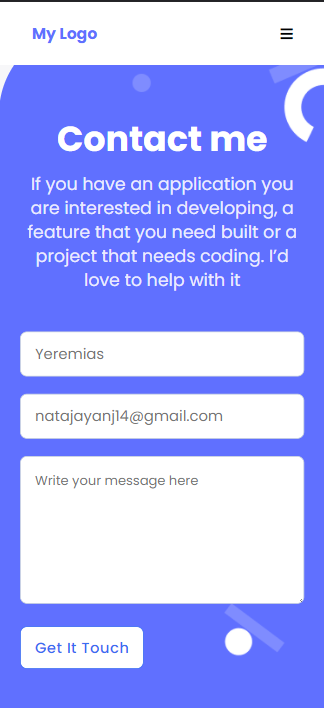 My Logo
Contact me
If you have an application you
are interested in developing, a
feature that you need built or a
project that needs coding. I’d
love to help with it
Yeremias
natajayanj14@gmail.com
Write your message here
Get It Touch